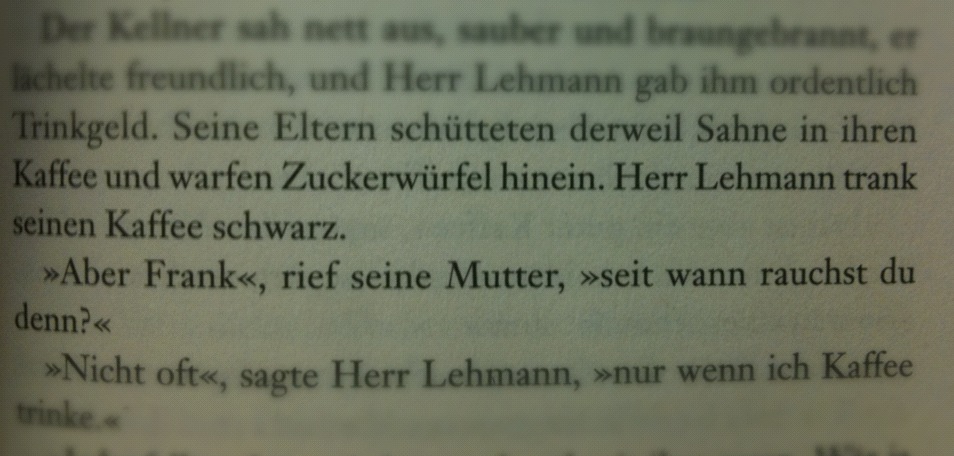 Der Kellner sah nett aus, sauber und braungebrannt, er
lächelte freundlich, und Herr Lehmann gab ihm ordentlich
Trinkgeld. Seine Eltern schütteten derweil Sahne in ihren
Kaffee und warfen Zuckerwürfel hinein. Herr Lehmann trank
seinen Kaffee schwarz.
»Aber Frank«, rief seine Mutter, »seit wann rauchst du
denn?«
»Nicht oft«, sagte Herr Lehmann, »nur wenn ich Kaffee
trinke.«